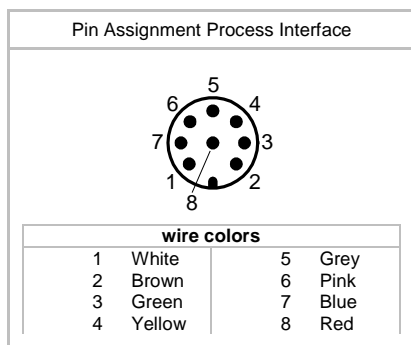 Pin Assignment Process Interface
5
6 4
7 3
1 2
8
wire colors
1 White 5 Grey
2 Brown 6 Pink
3 Green 7 Blue
4 Yellow 8 Red